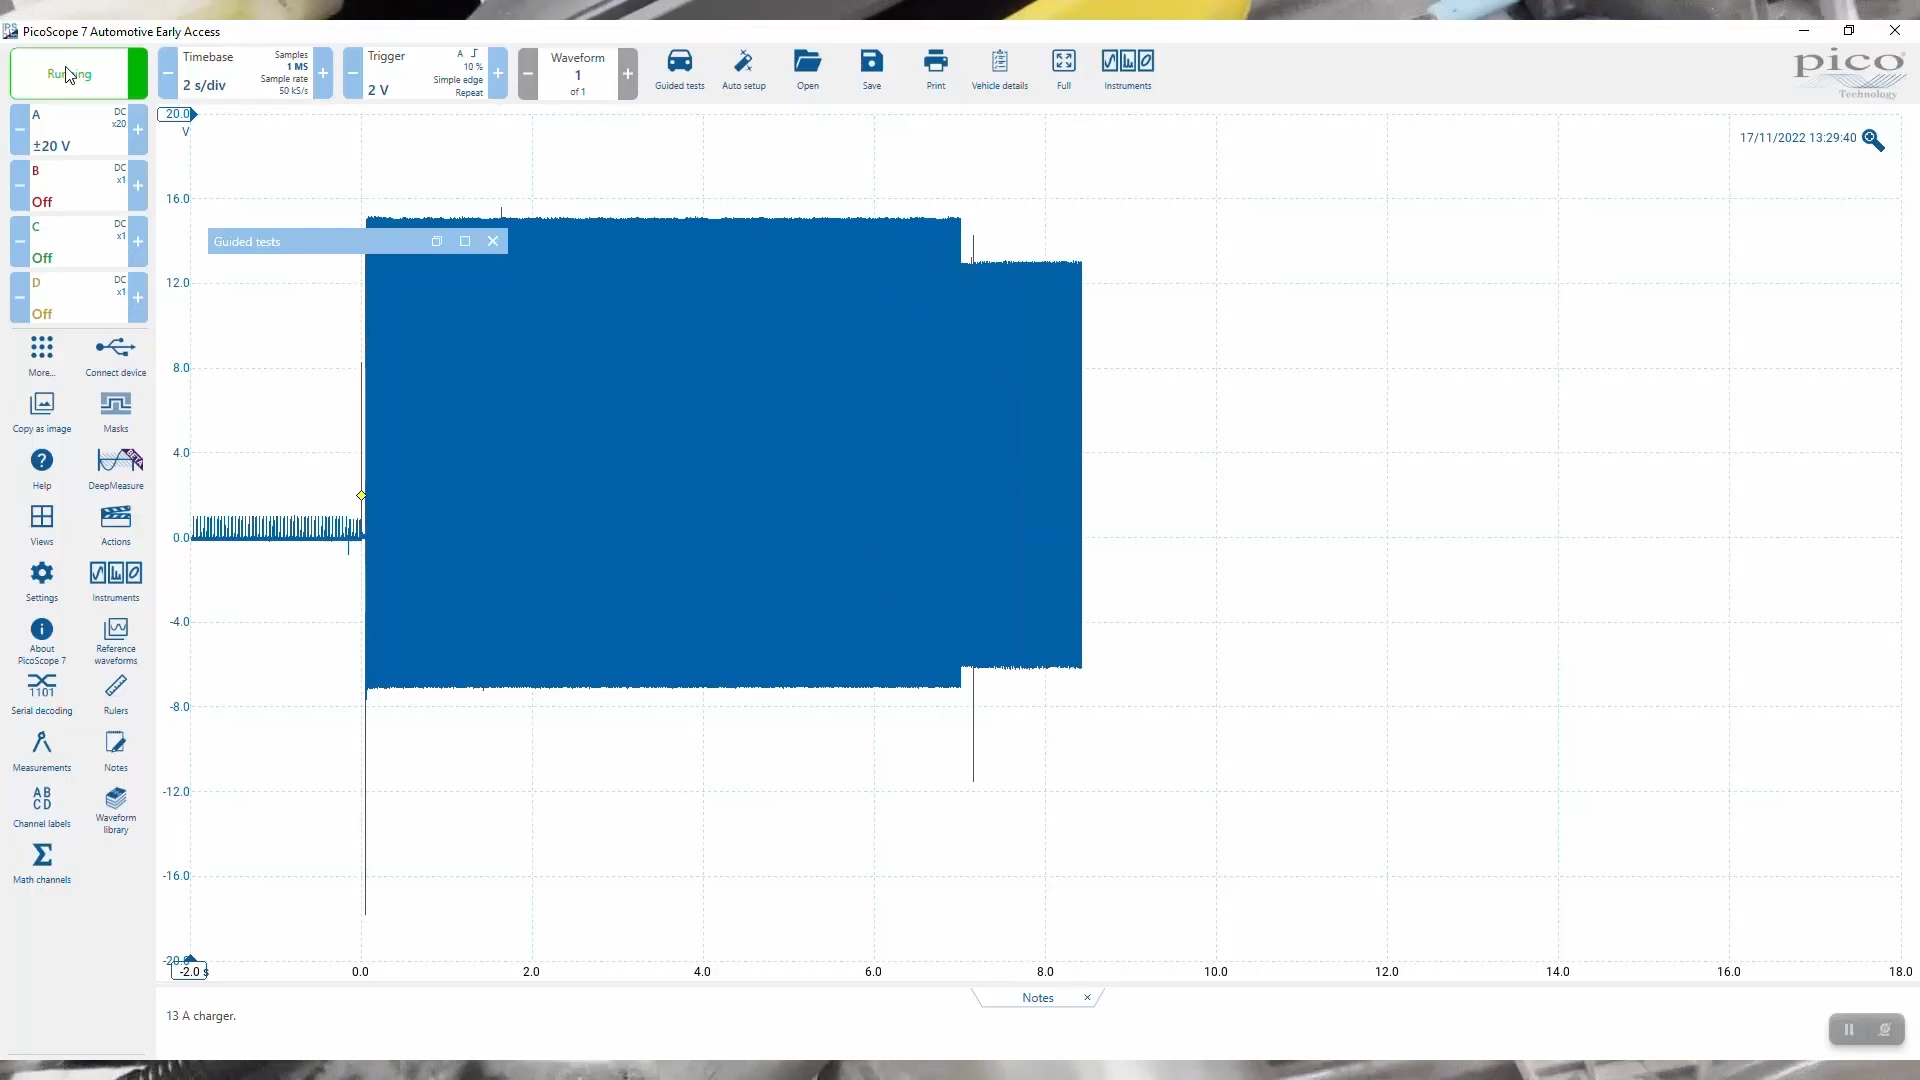 PicoScope 7 Automotive Early Access
Running
Timebase
2 s/div
Samples
1 MS
Sample rate
50 kS/s
Trigger
2 V
A
10 %
Simple edge
Repeat
Waveform
1
of 1
Guided tests
Auto setup
Open
Save
Print
Vehicle details
Full
Instruments
pico
Technology
A
DC
x20
±20 V
B
DC
x1
Off
C
DC
x1
Off
D
DC
x1
Off
More...
Connect device
Copy as image
Masks
Help
DeepMeasure
BETA
Views
Actions
Settings
Instruments
About
PicoScope 7
Reference
waveforms
1101
Serial decoding
Rulers
Measurements
Notes
A B
C D
Channel labels
Waveform
library
Σ
Math channels
20.0
V
16.0
12.0
8.0
4.0
0.0
-4.0
-8.0
-12.0
-16.0
-20.0
17/11/2022 13:29:40
Guided tests
-2.0 s
0.0
2.0
4.0
6.0
8.0
10.0
12.0
14.0
16.0
18.0
Notes
13 A charger.